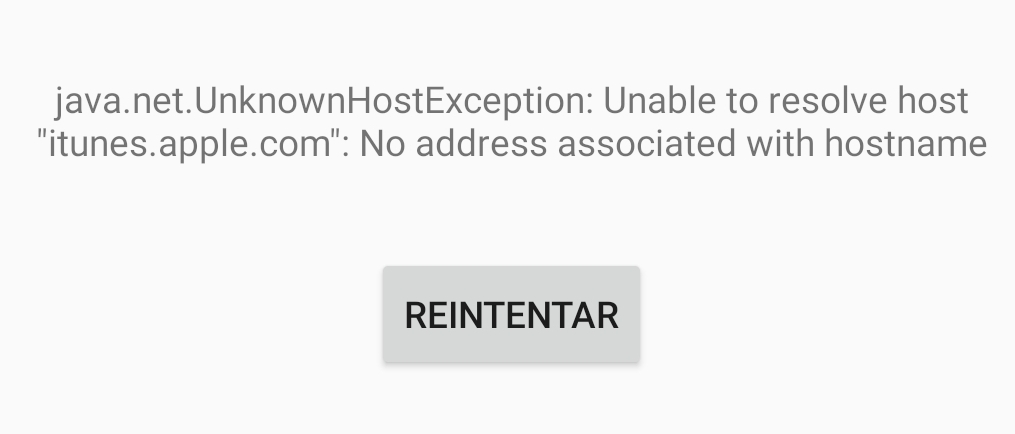 java.net.UnknownHostException: Unable to resolve host
"itunes.apple.com": No address associated with hostname
REINTENTAR